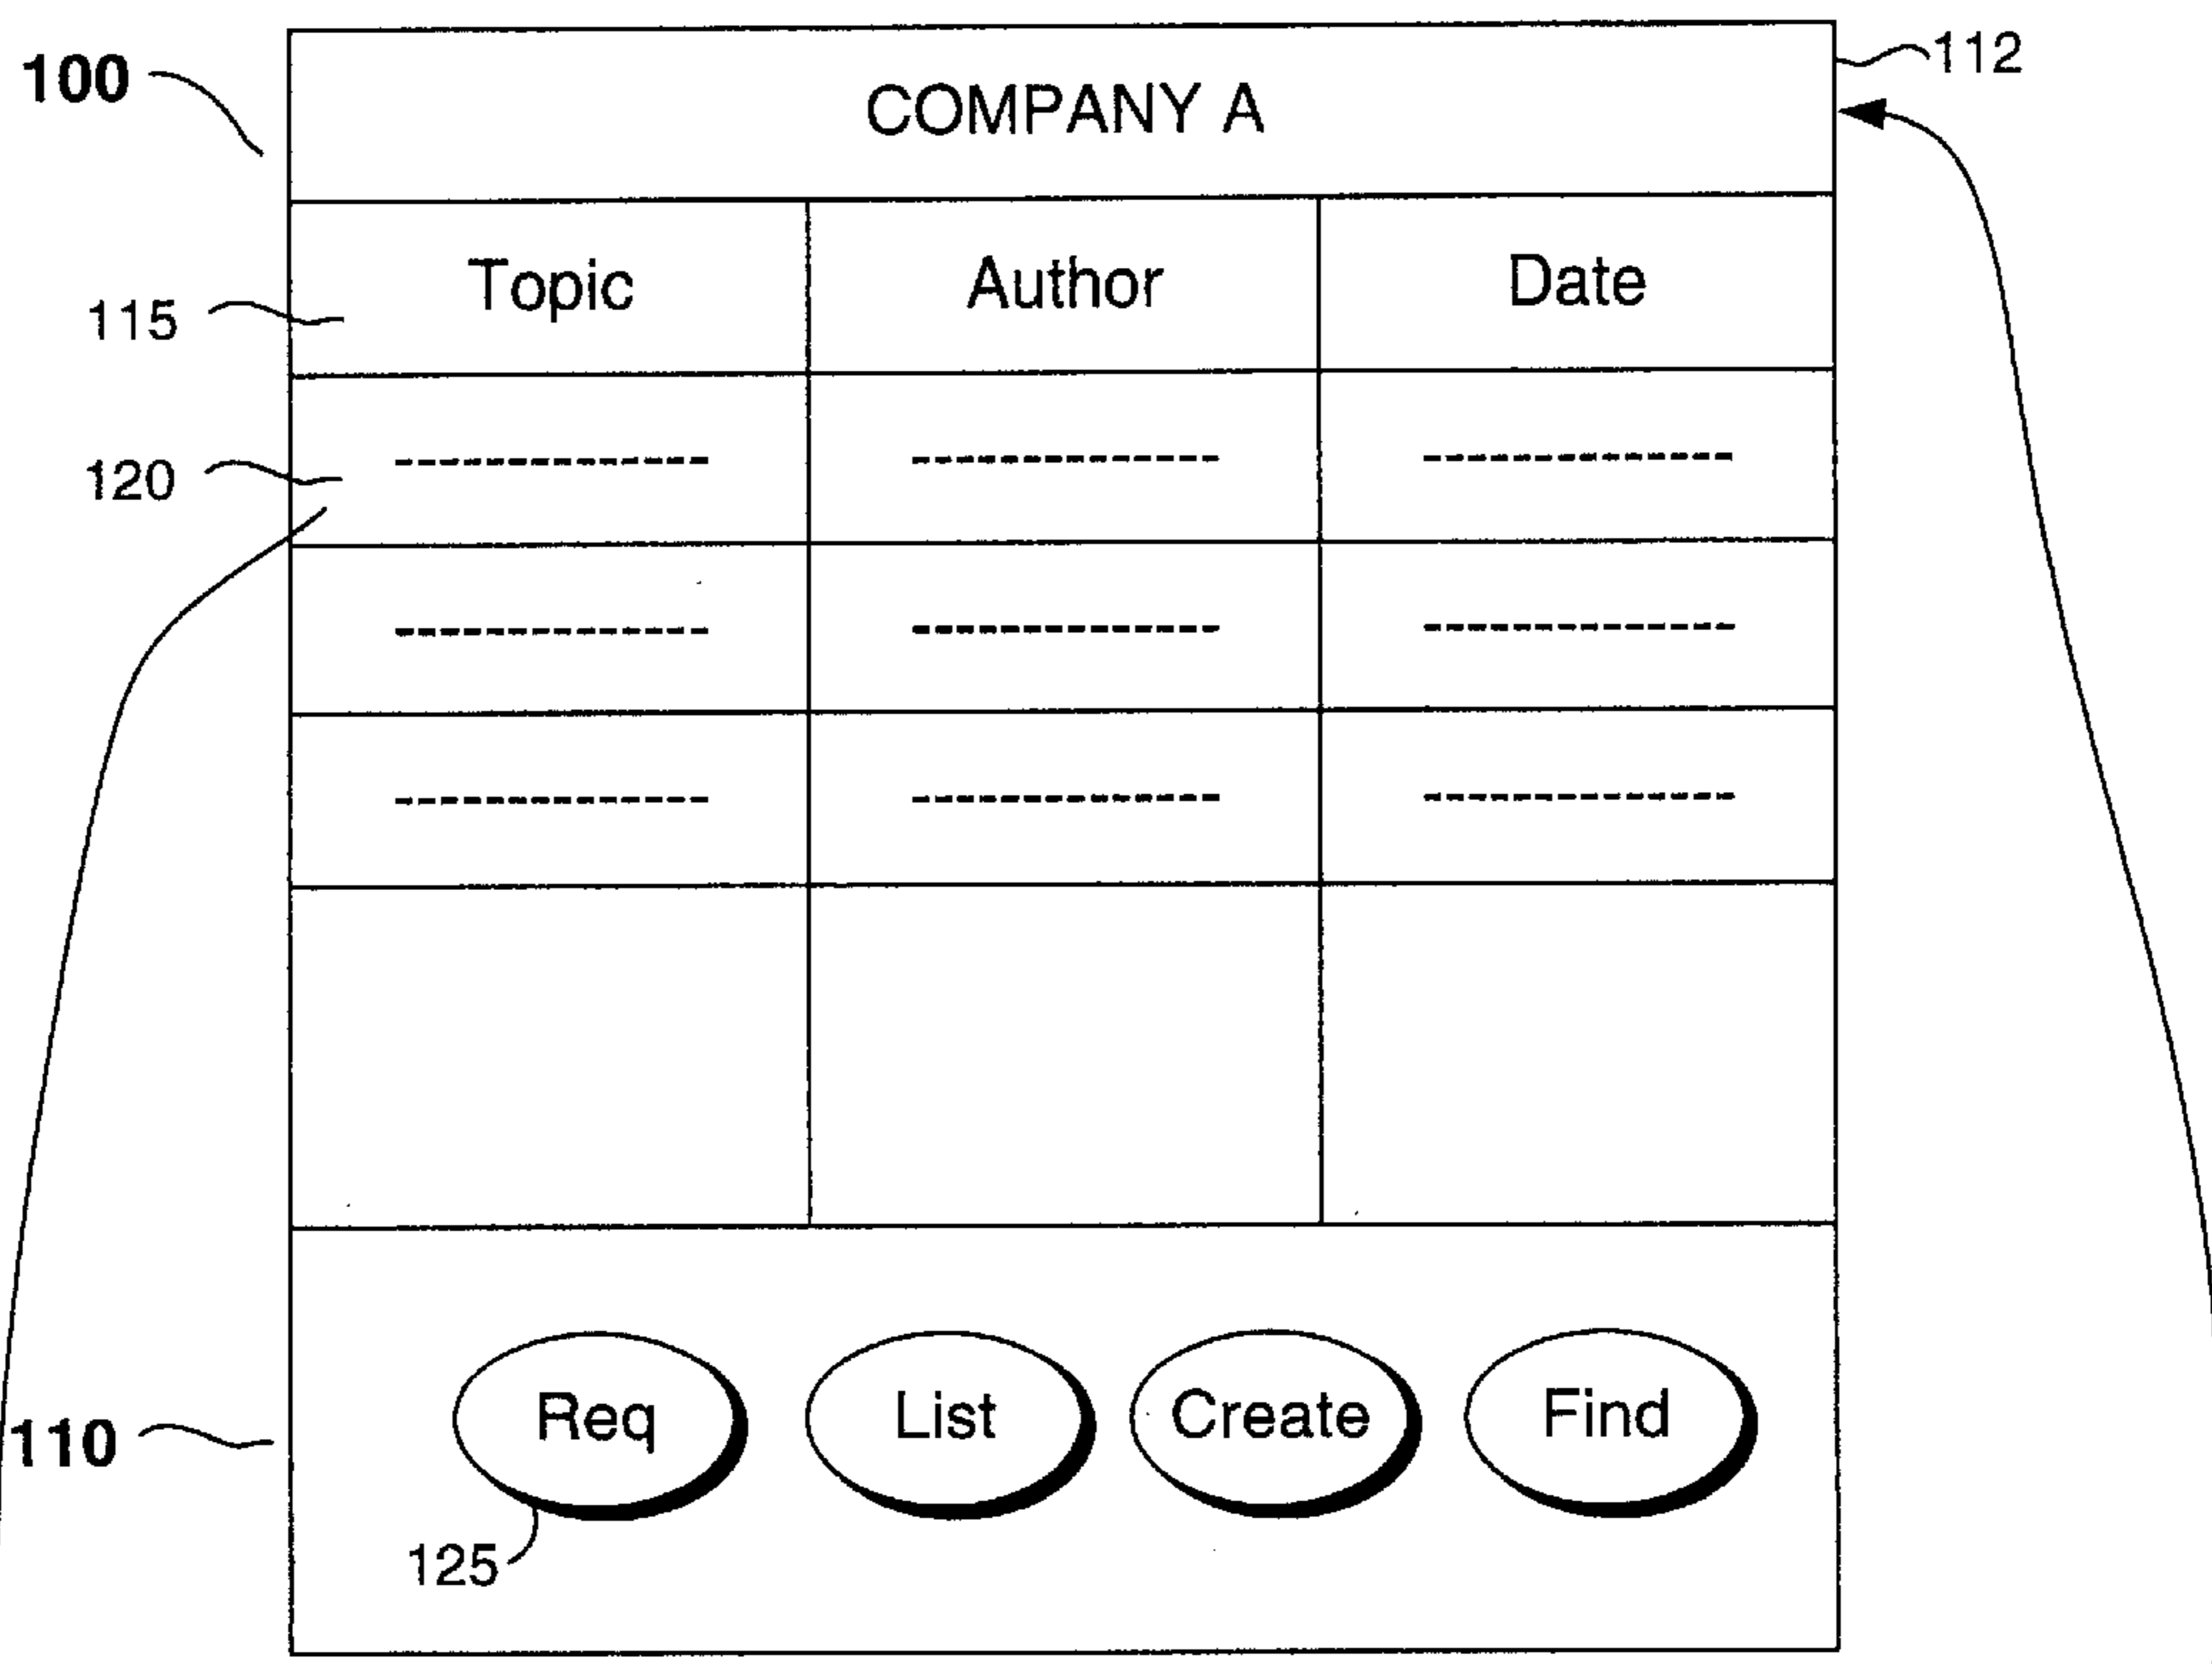 100
112
COMPANY A
Topic Author Date
115
120
Req List Create Find
110
125